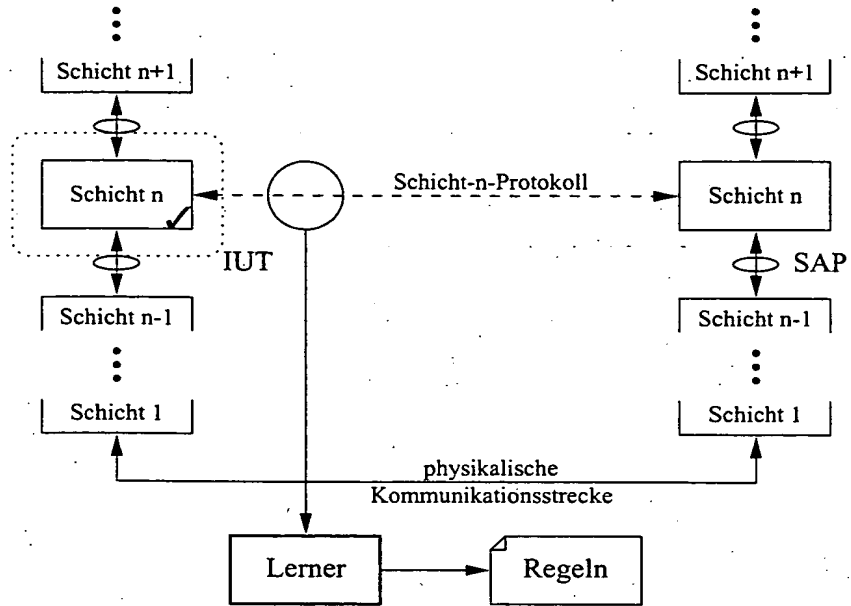 Schicht n+1
Schicht n+1
Schicht n
Schicht-n-Protokoll
Schicht n
IUT
SAP
Schicht n-1
Schicht n-1
Schicht 1
Schicht 1
physikalische
Kommunikationsstrecke
Lerner
Regeln